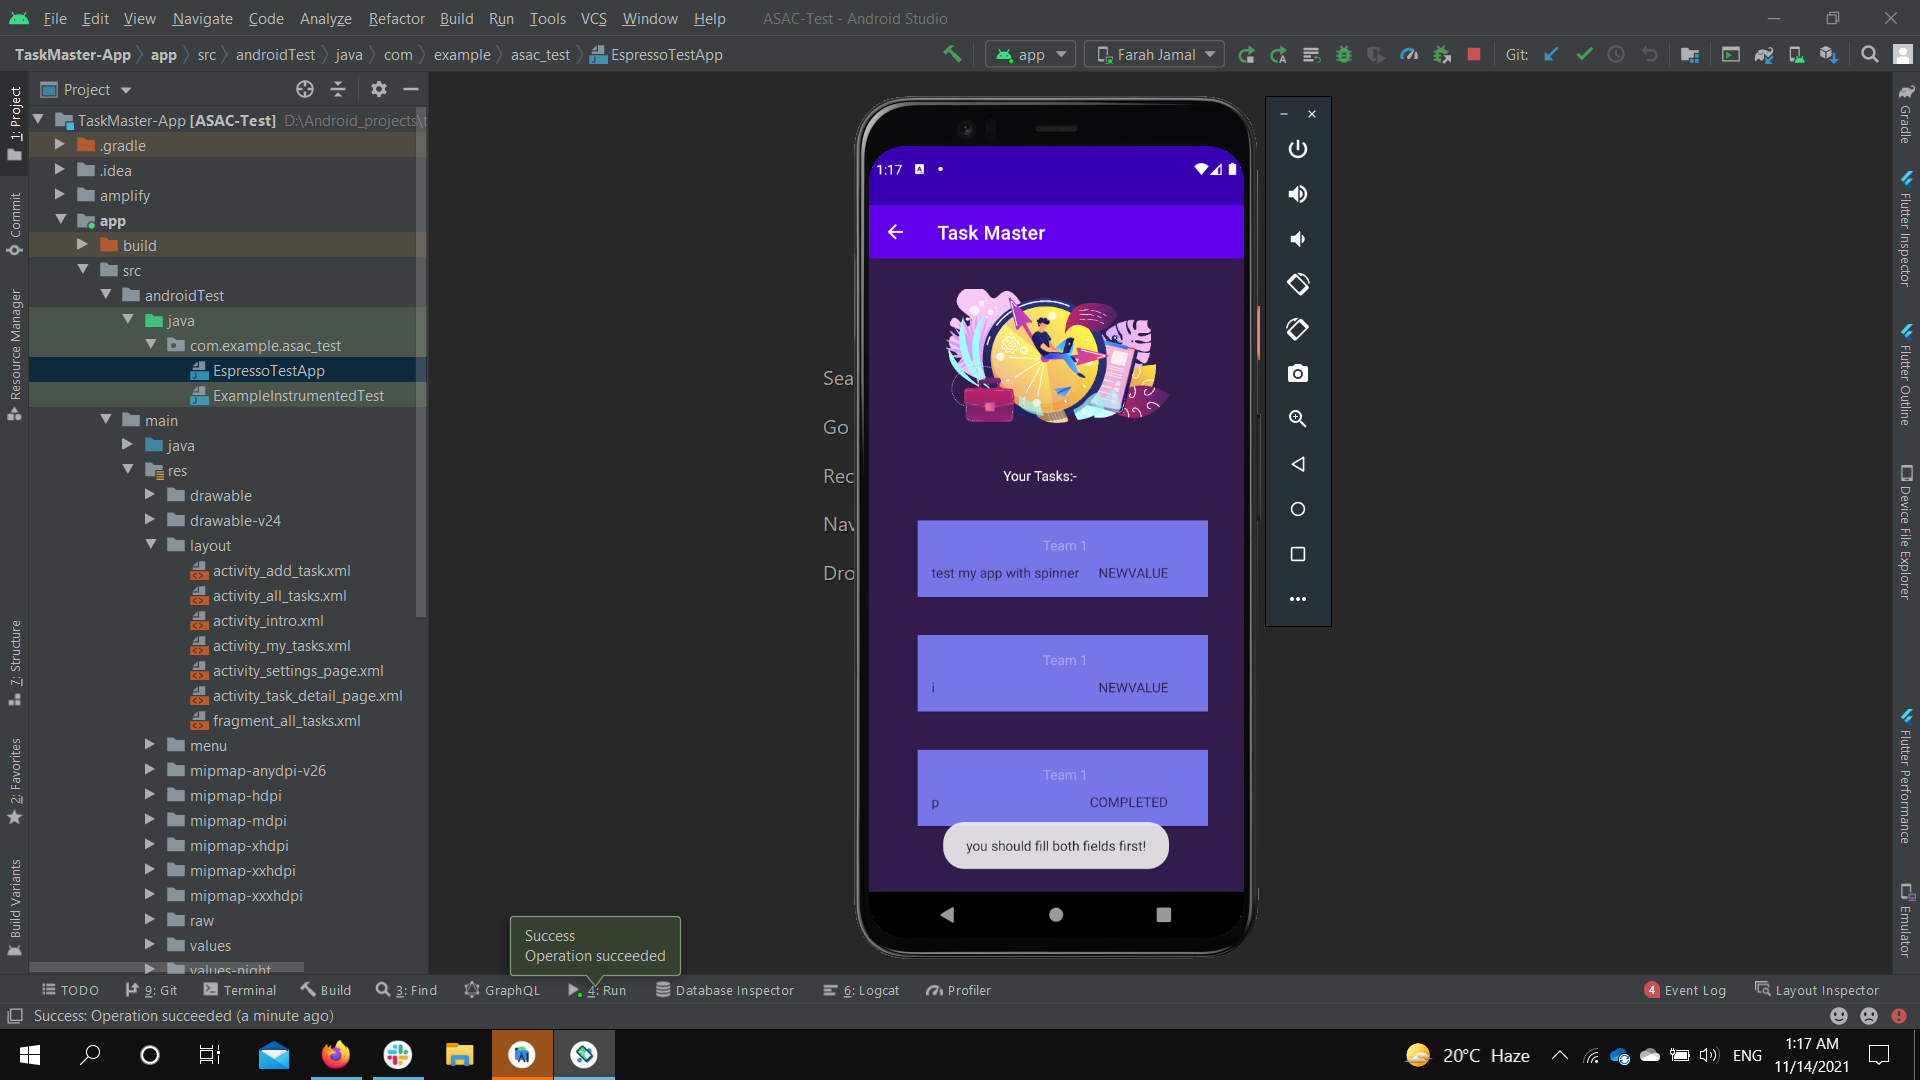 File Edit View Navigate Code Analyze Refactor Build Run Tools VCS Window Help ASAC-Test - Android Studio
TaskMaster-App app src androidTest java com example asac_test EspressoTestApp app Farah Jamal Git:
Project
TaskMaster-App [ASAC-Test] D:\Android_projects\t
.gradle
.idea
amplify
app
build
src
androidTest
java
com.example.asac_test
EspressoTestApp
ExampleInstrumentedTest
main
java
res
drawable
drawable-v24
layout
activity_add_task.xml
activity_all_tasks.xml
activity_intro.xml
activity_my_tasks.xml
activity_settings_page.xml
activity_task_detail_page.xml
fragment_all_tasks.xml
menu
mipmap-anydpi-v26
mipmap-hdpi
mipmap-mdpi
mipmap-xhdpi
mipmap-xxhdpi
mipmap-xxxhdpi
raw
values
values-night
1: Project
Commit
Resource Manager
7: Structure
2: Favorites
Build Variants
Sea
Go
Rec
Nav
Dro
1:17
Task Master
Your Tasks:-
Team 1
test my app with spinner NEWVALUE
Team 1
i NEWVALUE
Team 1
p COMPLETED
you should fill both fields first!
Gradle
Flutter Inspector
Flutter Outline
Device File Explorer
Flutter Performance
Emulator
Success
Operation succeeded
TODO 9: Git Terminal Build 3: Find GraphQL 4: Run Database Inspector 6: Logcat Profiler 4 Event Log Layout Inspector
Success: Operation succeeded (a minute ago)
20°C Haze ENG 1:17 AM
11/14/2021